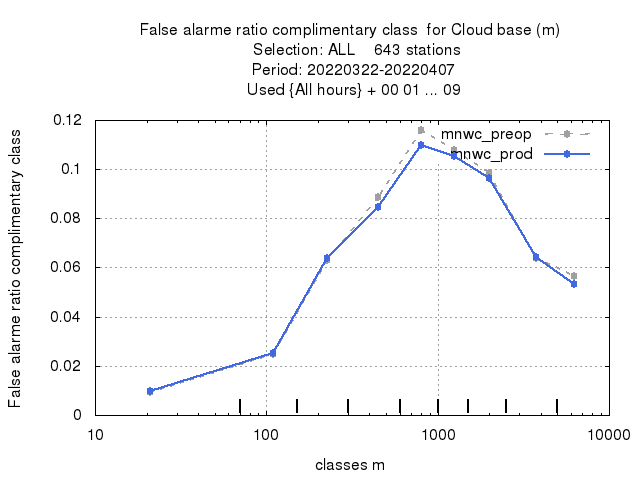 False alarme ratio complimentary class  for Cloud base (m)
Selection: ALL    643 stations
Period: 20220322-20220407
Used {All hours} + 00 01 ... 09
False alarme ratio complimentary class
0.12
0.1
0.08
0.06
0.04
0.02
0
mnwc_preop
mnwc_prod
10
100
1000
10000
classes m